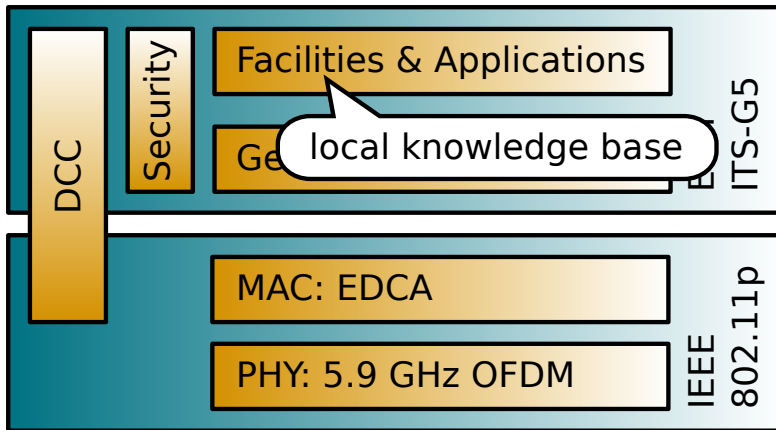 DCC
Security
Facilities & Applications
local knowledge base
ITS-G5
MAC: EDCA
PHY: 5.9 GHz OFDM
IEEE
802.11p